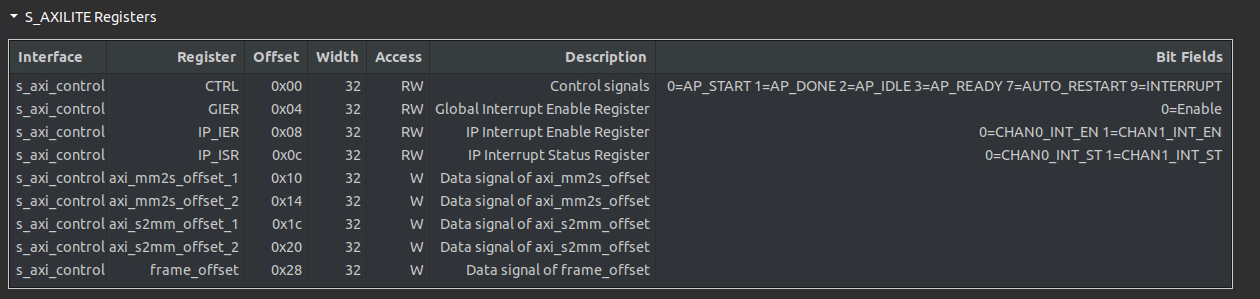 S_AXILITE Registers
Interface Register Offset Width Access Description Bit Fields
s_axi_control CTRL 0x00 32 RW Control signals 0=AP_START 1=AP_DONE 2=AP_IDLE 3=AP_READY 7=AUTO_RESTART 9=INTERRUPT
s_axi_control GIER 0x04 32 RW Global Interrupt Enable Register 0=Enable
s_axi_control IP_IER 0x08 32 RW IP Interrupt Enable Register 0=CHAN0_INT_EN 1=CHAN1_INT_EN
s_axi_control IP_ISR 0x0c 32 RW IP Interrupt Status Register 0=CHAN0_INT_ST 1=CHAN1_INT_ST
s_axi_control axi_mm2s_offset_1 0x10 32 W Data signal of axi_mm2s_offset
s_axi_control axi_mm2s_offset_2 0x14 32 W Data signal of axi_mm2s_offset
s_axi_control axi_s2mm_offset_1 0x1c 32 W Data signal of axi_s2mm_offset
s_axi_control axi_s2mm_offset_2 0x20 32 W Data signal of axi_s2mm_offset
s_axi_control frame_offset 0x28 32 W Data signal of frame_offset